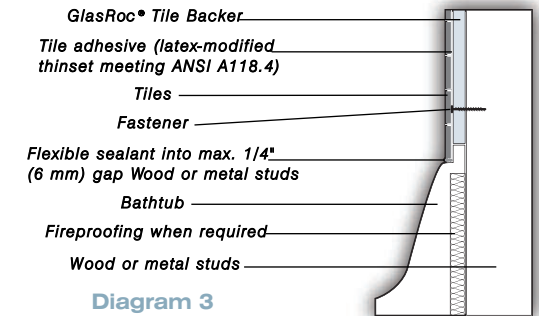 GlasRoc® Tile Backer
Tile adhesive (latex-modified
thinset meeting ANSI A118.4)
Tiles
Fastener
Flexible sealant into max. 1/4"
(6 mm) gap Wood or metal studs
Bathtub
Fireproofing when required
Wood or metal studs
Diagram 3